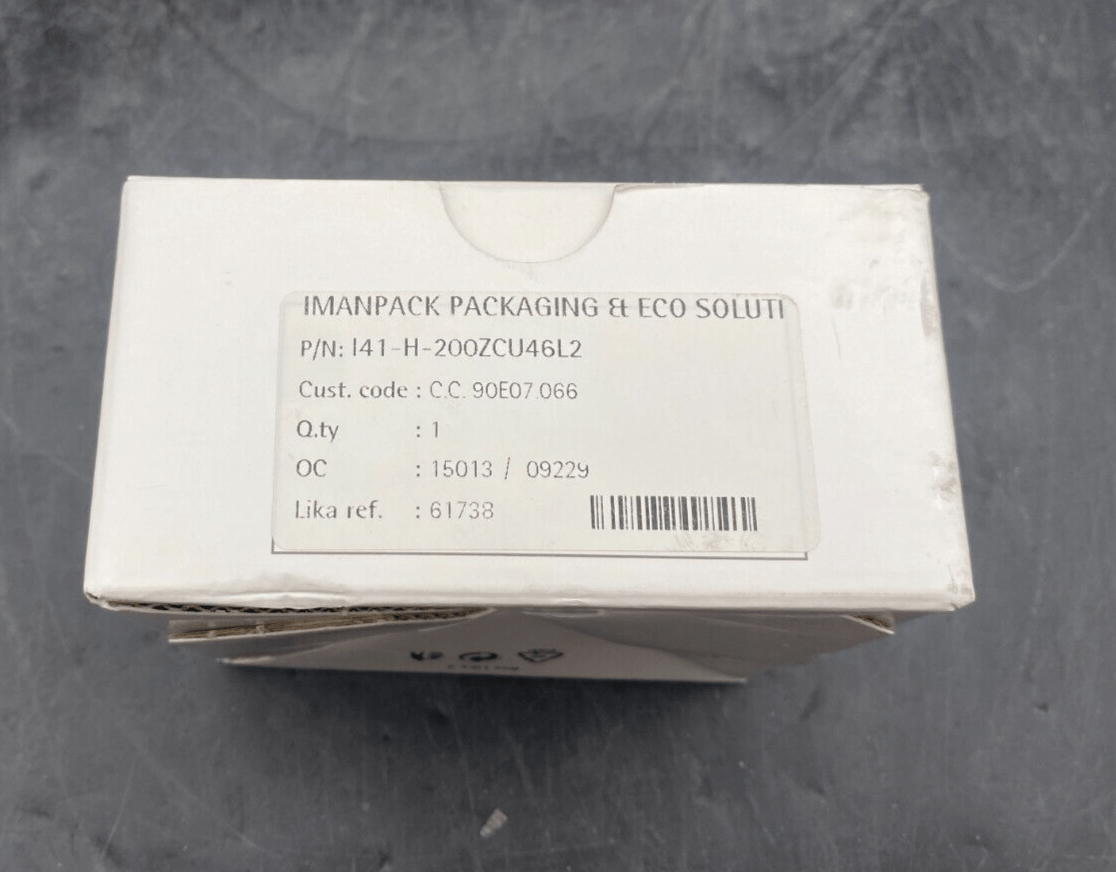 IMANPACK PACKAGING & ECO SOLUTI
P/N: I41-H-200ZCU46L2
Cust. code : C.C. 90E07.066
Q.ty : 1
OC : 15013 / 09229
Lika ref. : 61738